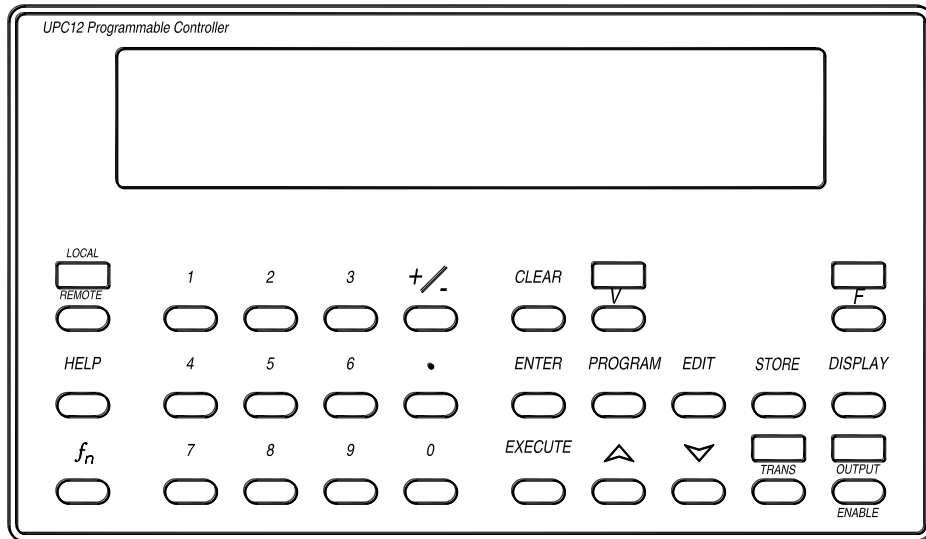 UPC12 Programmable Controller
LOCAL
1 2 3 +/- CLEAR
REMOTE V F
HELP 4 5 6 . ENTER PROGRAM EDIT STORE DISPLAY
fn 7 8 9 0 EXECUTE
TRANS OUTPUT
ENABLE